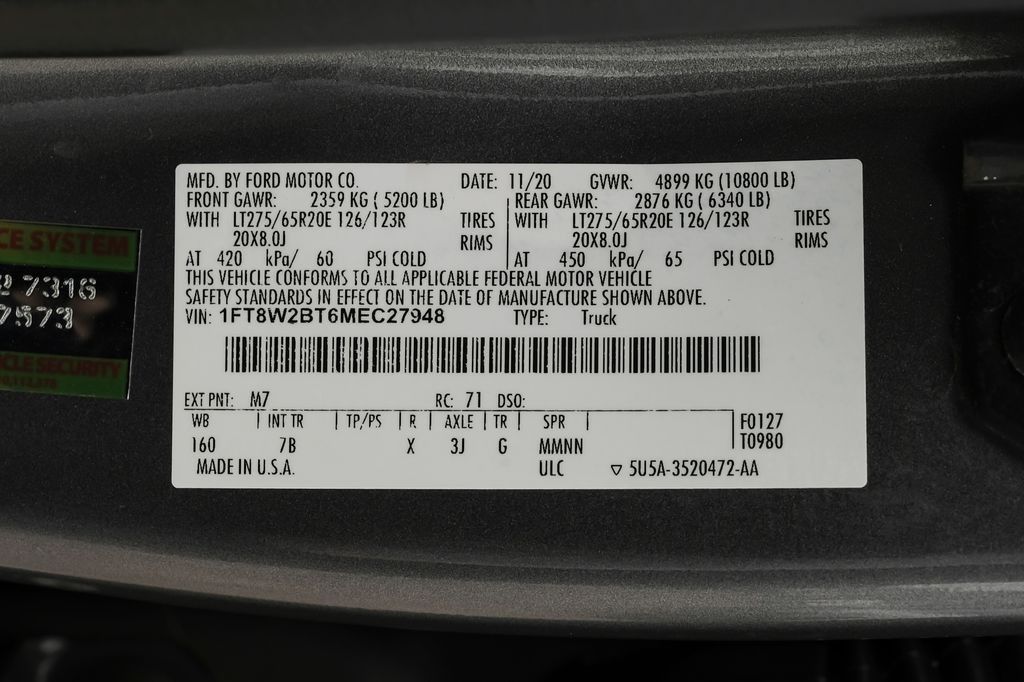 MFD. BY FORD MOTOR CO. DATE: 11/20 GVWR: 4899 KG (10800 LB)
FRONT GAWR: 2359 KG ( 5200 LB) REAR GAWR: 2876 KG ( 6340 LB)
WITH LT275/65R20E 126/123R TIRES WITH LT275/65R20E 126/123R TIRES
20X8.0J RIMS 20X8.0J RIMS
AT 420 kPa/ 60 PSI COLD AT 450 kPa/ 65 PSI COLD
THIS VEHICLE CONFORMS TO ALL APPLICABLE FEDERAL MOTOR VEHICLE
SAFETY STANDARDS IN EFFECT ON THE DATE OF MANUFACTURE SHOWN ABOVE.
VIN: 1FT8W2BT6MEC27948 TYPE: Truck
EXT PNT: M7 RC: 71 DSO:
WB INT TR TP/PS R AXLE TR SPR F0127
160 7B X 3J G MMNN T0980
MADE IN U.S.A. ULC 5U5A-3520472-AA
CE SYSTEM
7316
7573
CLE SECURITY